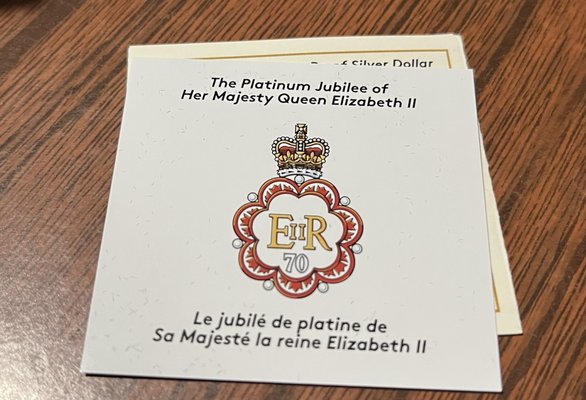 Proof Silver Dollar
The Platinum Jubilee of
Her Majesty Queen Elizabeth II
EIIR
70
Le jubilé de platine de
Sa Majesté la reine Elizabeth II